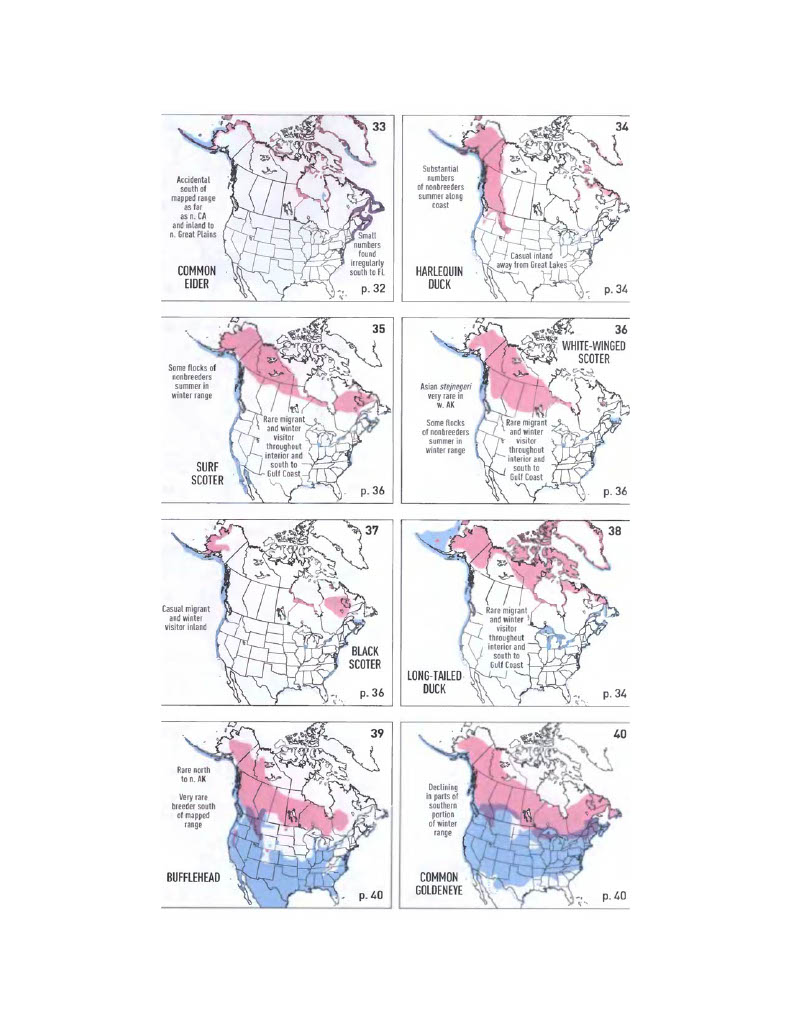 33
Accidental
south of
mapped range
as far
as n. CA
and inland to
n. Great Plains
Small
numbers
found
irregularly
south to FL
COMMON
EIDER
p. 32
34
Substantial
numbers
of nonbreeders
summer along
coast
Casual inland
away from Great Lakes
HARLEQUIN
DUCK
p. 34
35
Some flocks of
nonbreeders
summer in
winter range
Rare migrant
and winter
visitor
throughout
interior and
south to
Gulf Coast
SURF
SCOTER
p. 36
36
WHITE-WINGED
SCOTER
Asian stejnegeri
very rare in
w. AK
Some flocks
of nonbreeders
summer in
winter range
Rare migrant
and winter
visitor
throughout
interior and
south to
Gulf Coast
p. 36
37
Casual migrant
and winter
visitor inland
BLACK
SCOTER
p. 36
38
Rare migrant
and winter
visitor
throughout
interior and
south to
Gulf Coast
LONG-TAILED
DUCK
p. 34
39
Rare north
to n. AK
Very rare
breeder south
of mapped
range
BUFFLEHEAD
p. 40
40
Declining
in parts of
southern
portion
of winter
range
COMMON
GOLDENEYE
p. 40